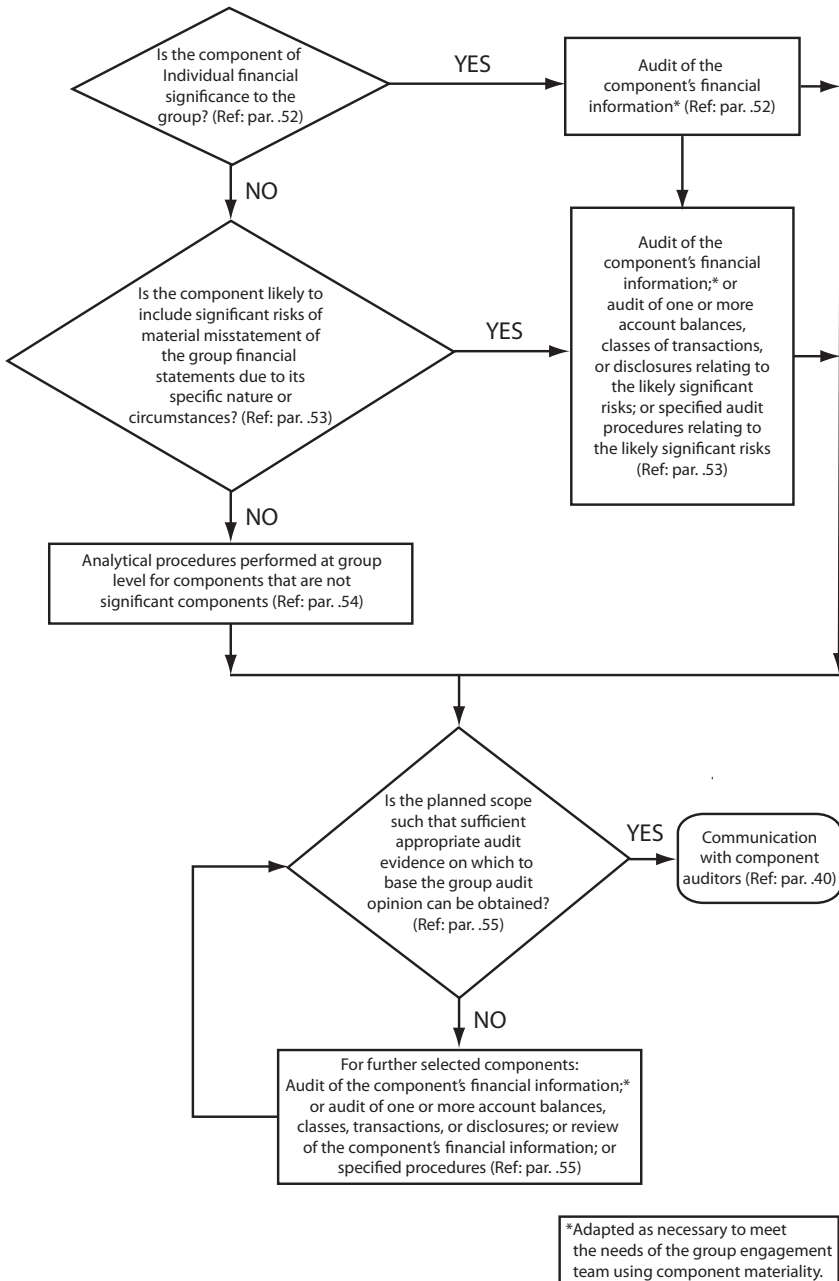 Is the component of
Individual financial
significance to the
group? (Ref: par. .52)
YES
Audit of the
component's financial
information* (Ref: par. .52)
NO
Is the component likely to
include significant risks of
material misstatement of
the group financial
statements due to its
specific nature or
circumstances? (Ref: par. .53)
YES
Audit of the
component's financial
information;* or
audit of one or more
account balances,
classes of transactions,
or disclosures relating to
the likely significant
risks; or specified audit
procedures relating to
the likely significant risks
(Ref: par. .53)
NO
Analytical procedures performed at group
level for components that are not
significant components (Ref: par. .54)
Is the planned scope
such that sufficient
appropriate audit
evidence on which to
base the group audit
opinion can be obtained?
(Ref: par. .55)
YES
Communication
with component
auditors (Ref: par. .40)
NO
For further selected components:
Audit of the component's financial information;*
or audit of one or more account balances,
classes, transactions, or disclosures; or review
of the component's financial information; or
specified procedures (Ref: par. .55)
*Adapted as necessary to meet
the needs of the group engagement
team using component materiality.